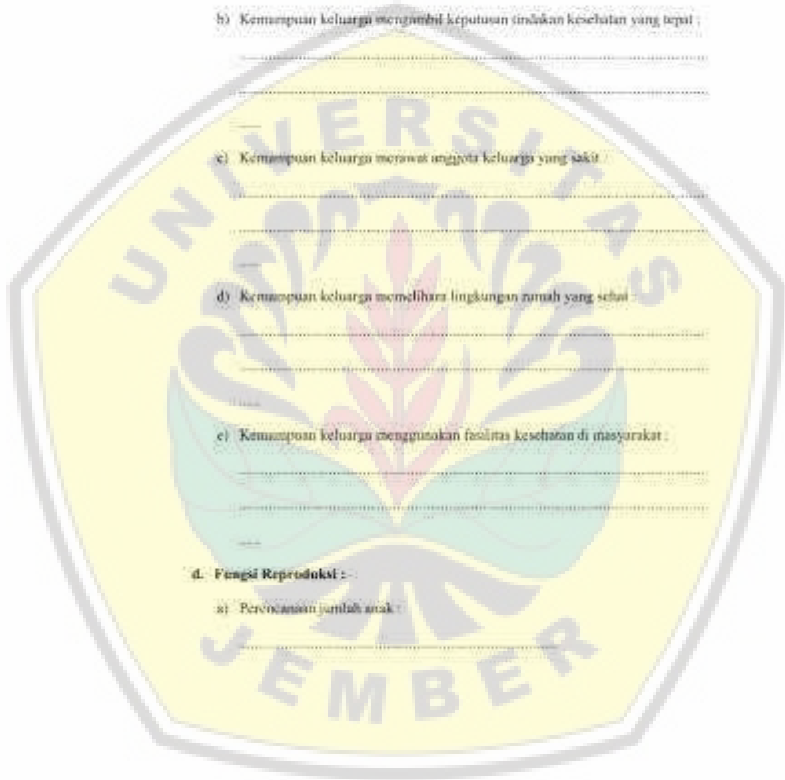 b) Kemampuan keluarga mengambil keputusan tindakan kesehatan yang tepat :
................................................................
................................................................
......
c) Kemampuan keluarga merawat anggota keluarga yang sakit :
................................................................
................................................................
......
d) Kemampuan keluarga memelihara lingkungan rumah yang sehat :
................................................................
................................................................
......
e) Kemampuan keluarga menggunakan fasilitas kesehatan di masyarakat :
................................................................
................................................................
......
d. Fungsi Reproduksi :
a) Perencanaan jumlah anak :
................................................................
UNIVERSITAS
JEMBER